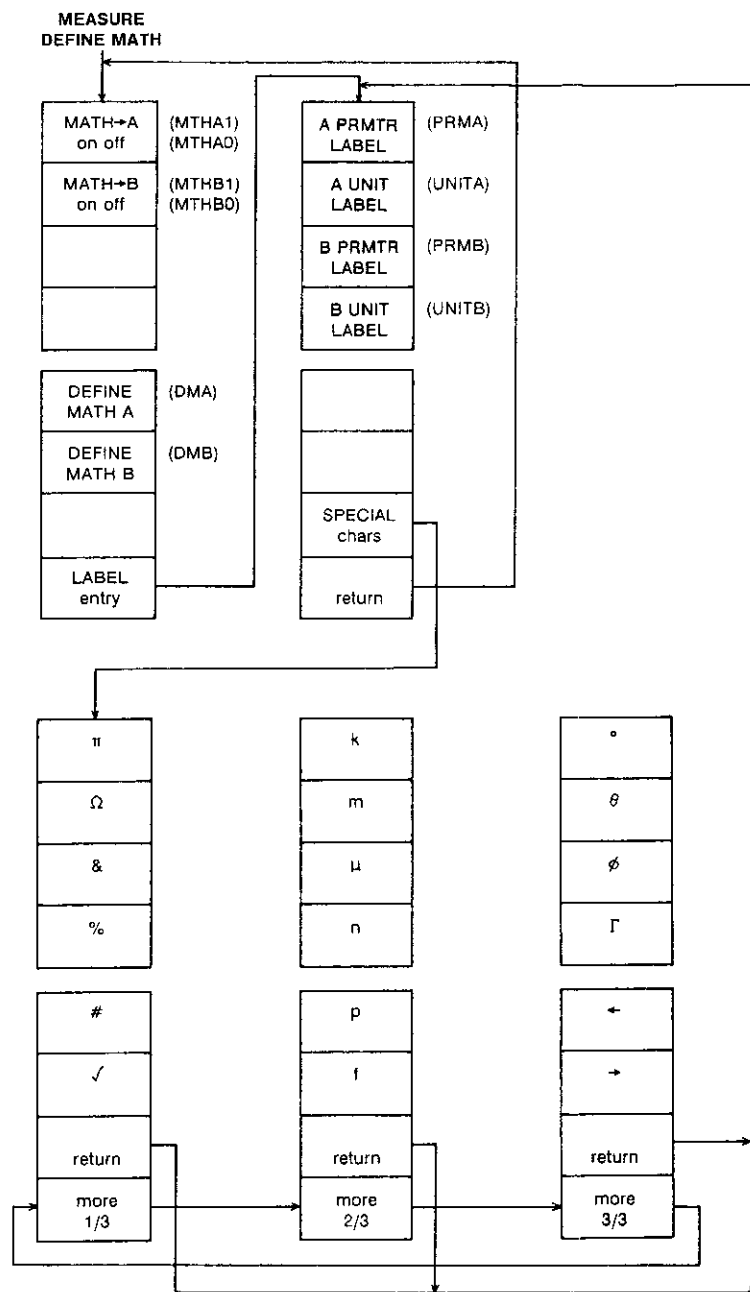 MEASURE
DEFINE MATH
MATH→A
on off
(MTHA1)
(MTHA0)
MATH→B
on off
(MTHB1)
(MTHB0)
DEFINE
MATH A
(DMA)
DEFINE
MATH B
(DMB)
LABEL
entry
A PRMTR
LABEL
(PRMA)
A UNIT
LABEL
(UNITA)
B PRMTR
LABEL
(PRMB)
B UNIT
LABEL
(UNITB)
SPECIAL
chars
return
π
Ω
&
%
#
√
return
more
1/3
k
m
μ
n
p
f
return
more
2/3
°
θ
ϕ
Γ
←
→
return
more
3/3